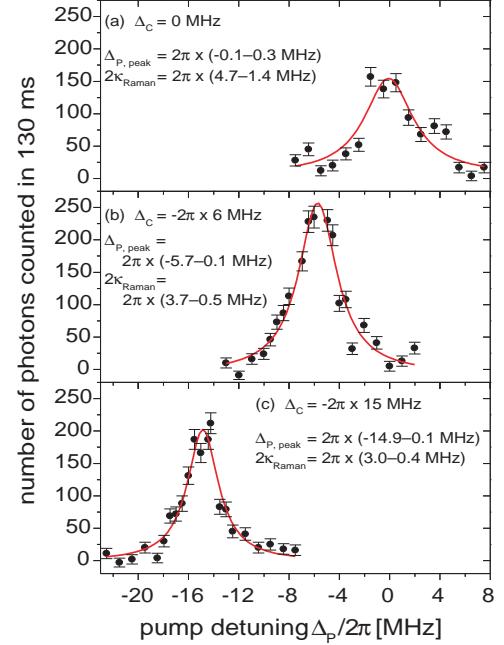 (a) Δ_C = 0 MHz
Δ_P, peak = 2π x (-0.1–0.3 MHz)
2κ_Raman = 2π x (4.7–1.4 MHz)
200
150
100
50
0
(b) Δ_C = -2π x 6 MHz
Δ_P, peak =
2π x (-5.7–0.1 MHz)
2κ_Raman =
2π x (3.7–0.5 MHz)
250
200
150
100
50
0
(c) Δ_C = -2π x 15 MHz
Δ_P, peak = 2π x (-14.9–0.1 MHz)
2κ_Raman = 2π x (3.0–0.4 MHz)
250
200
150
100
50
0
number of photons counted in 130 ms
-20 -16 -12 -8 -4 0 4 8
pump detuning Δ_P/2π [MHz]